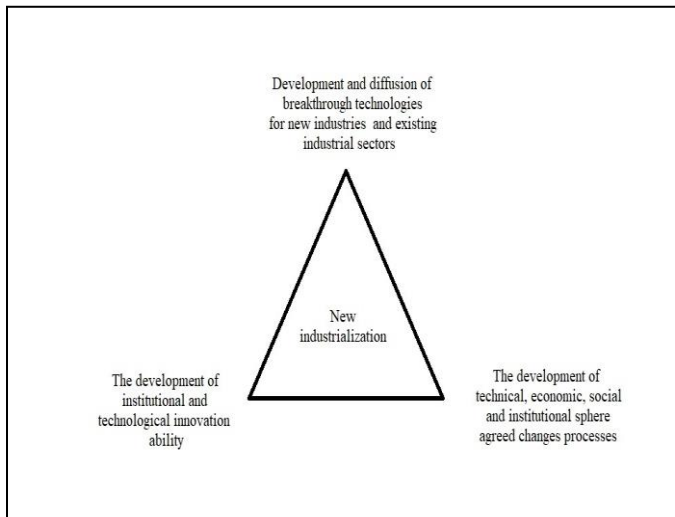 Development and diffusion of
breakthrough technologies
for new industries and existing
industrial sectors
New
industrialization
The development of
institutional and
technological innovation
ability
The development of
technical, economic, social
and institutional sphere
agreed changes processes